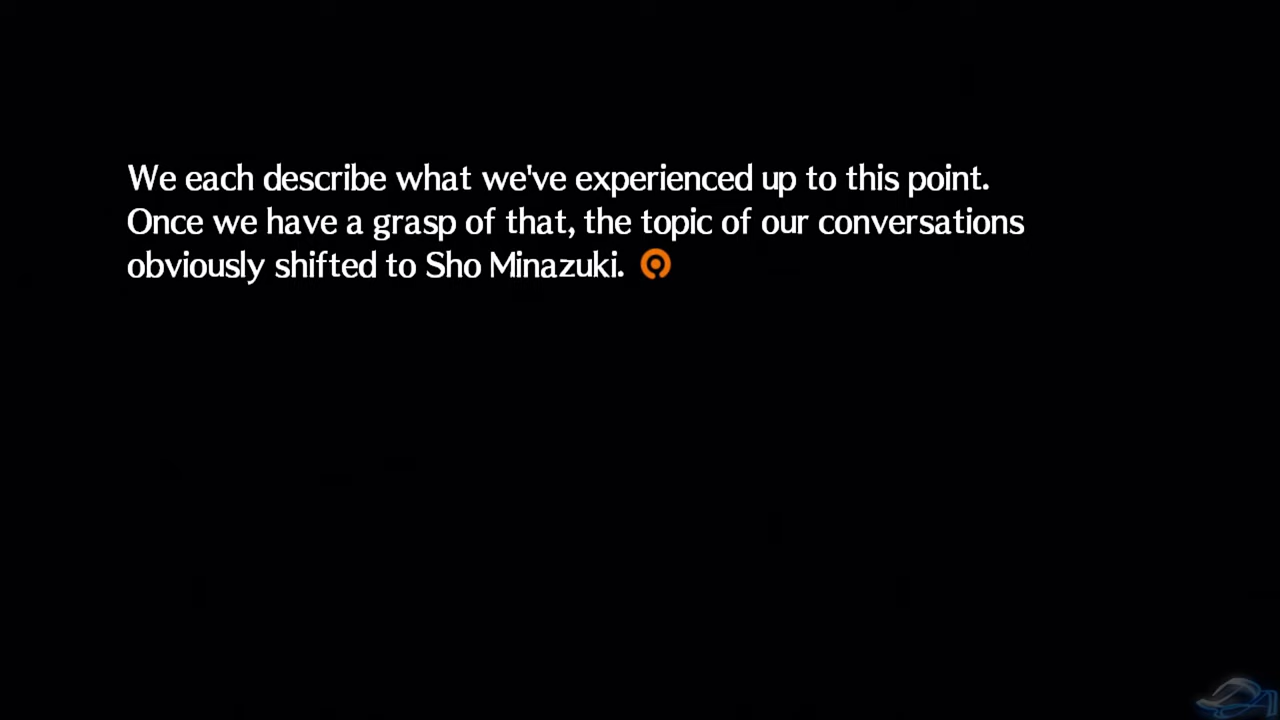 We each describe what we've experienced up to this point.
Once we have a grasp of that, the topic of our conversations
obviously shifted to Sho Minazuki.